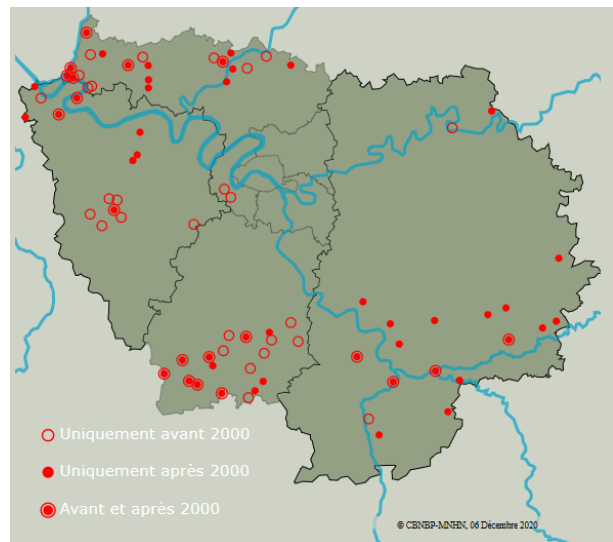 Uniquement avant 2000
Uniquement après 2000
Avant et après 2000
© CBNBP-MNHN, 06 Décembre 2020